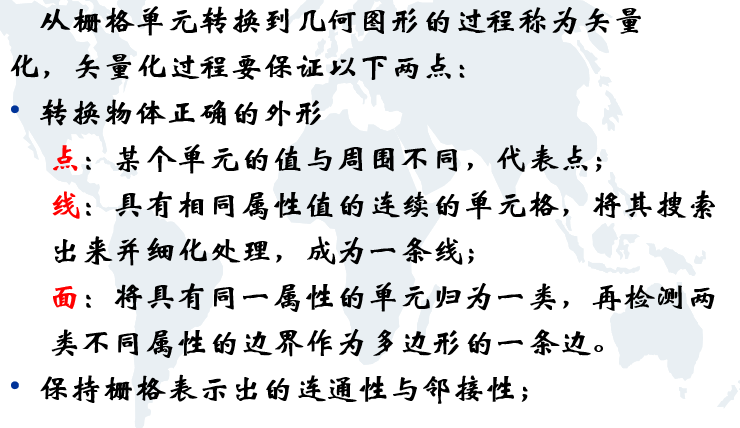 从栅格单元转换到几何图形的过程称为矢量
化，矢量化过程要保证以下两点：
• 转换物体正确的外形
点：某个单元的值与周围不同，代表点；
线：具有相同属性值的连续的单元格，将其搜索
出来并细化处理，成为一条线；
面：将具有同一属性的单元归为一类，再检测两
类不同属性的边界作为多边形的一条边。
• 保持栅格表示出的连通性与邻接性；